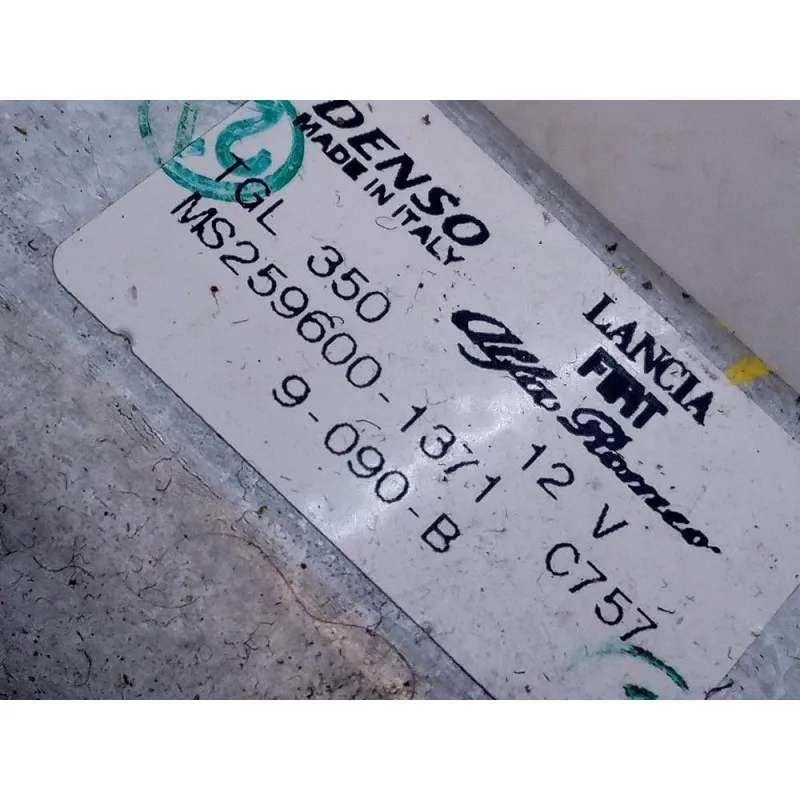 DENSO
MADE IN ITALY
LANCIA
FIAT
Alfa Romeo
TGL 350 12 V
MS259600-1371 C757
9-090-B